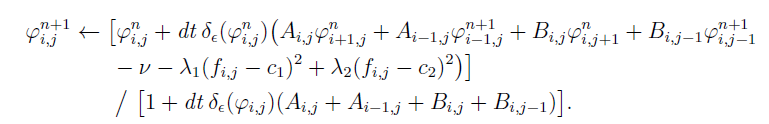 φ^{n+1}_{i,j} ← [φ^n_{i,j} + dt δ_ϵ(φ^n_{i,j})(A_{i,j}φ^n_{i+1,j} + A_{i−1,j}φ^{n+1}_{i−1,j} + B_{i,j}φ^n_{i,j+1} + B_{i,j−1}φ^{n+1}_{i,j−1}
− ν − λ_1(f_{i,j} − c_1)^2 + λ_2(f_{i,j} − c_2)^2)]
/ [1 + dt δ_ϵ(φ_{i,j})(A_{i,j} + A_{i−1,j} + B_{i,j} + B_{i,j−1})].